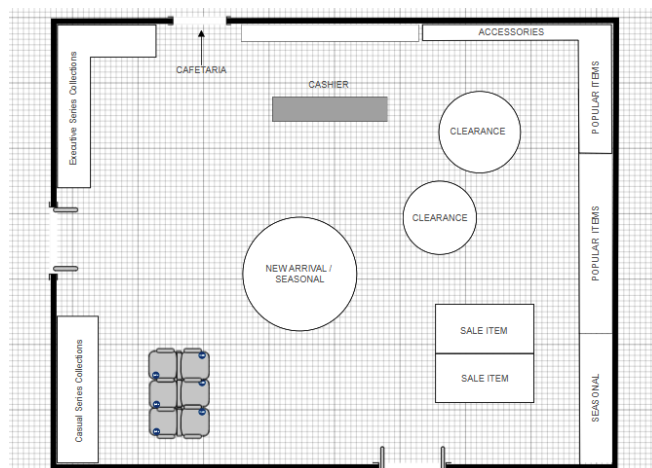 ACCESSORIES
CAFETARIA
Executive Series Collections
CASHIER
POPULAR ITEMS
CLEARANCE
CLEARANCE
POPULAR ITEMS
NEW ARRIVAL /
SEASONAL
SALE ITEM
SALE ITEM
Casual Series Collections
SEASONAL